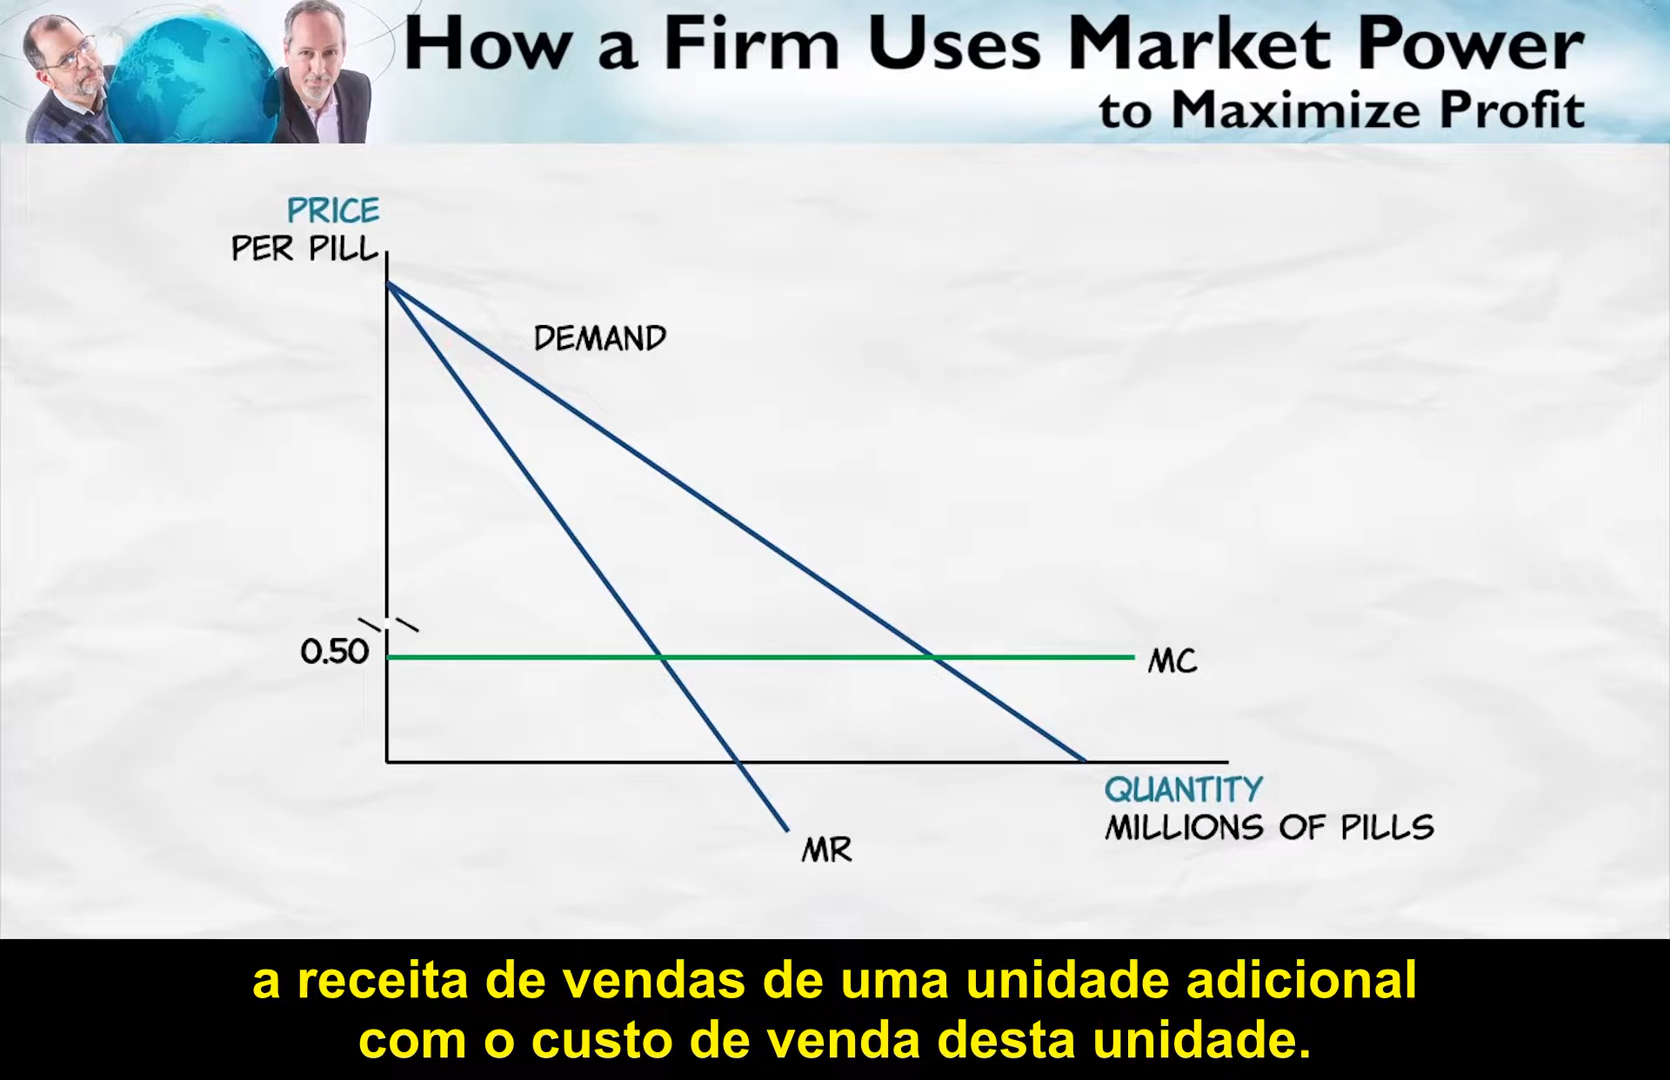 How a Firm Uses Market Power
to Maximize Profit
PRICE
PER PILL
DEMAND
0.50
MC
QUANTITY
MILLIONS OF PILLS
MR
a receita de vendas de uma unidade adicional
com o custo de venda desta unidade.